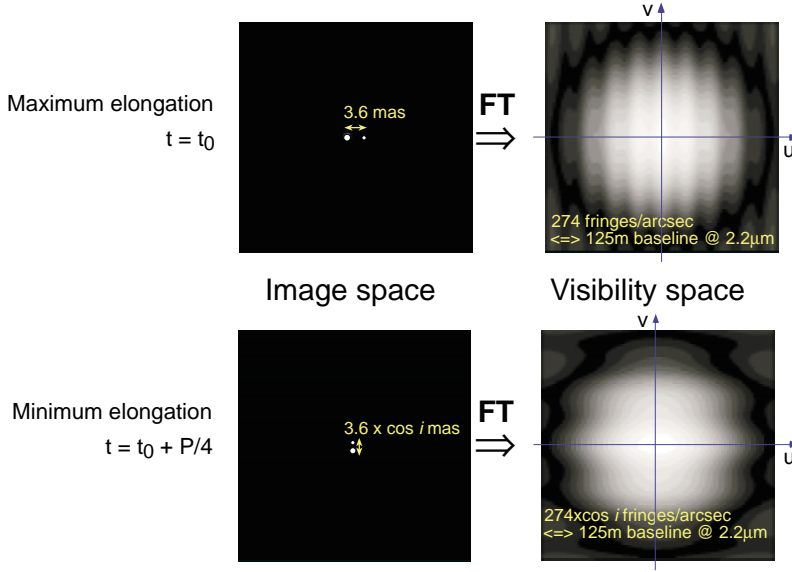 v
Maximum elongation
t = t0
3.6 mas
FT
⇒
u
274 fringes/arcsec
<=> 125m baseline @ 2.2μm
Image space
Visibility space
v
Minimum elongation
t = t0 + P/4
3.6 x cos i mas
FT
⇒
u
274xcos i fringes/arcsec
<=> 125m baseline @ 2.2μm